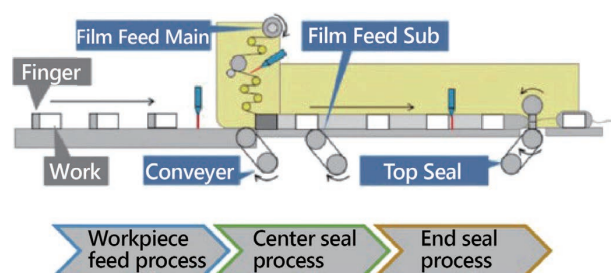 Film Feed Main
Film Feed Sub
Finger
Work
Conveyer
Top Seal
Workpiece
feed process
Center seal
process
End seal
process